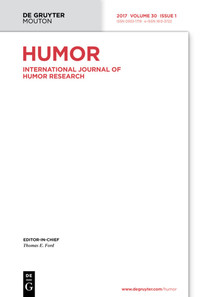 DE GRUYTER
MOUTON
2017 VOLUME 30 ISSUE 1
HUMOR
INTERNATIONAL JOURNAL OF
HUMOR RESEARCH
EDITOR-IN-CHIEF
Thomas E. Ford
DE
G
www.degruyter.com/humor